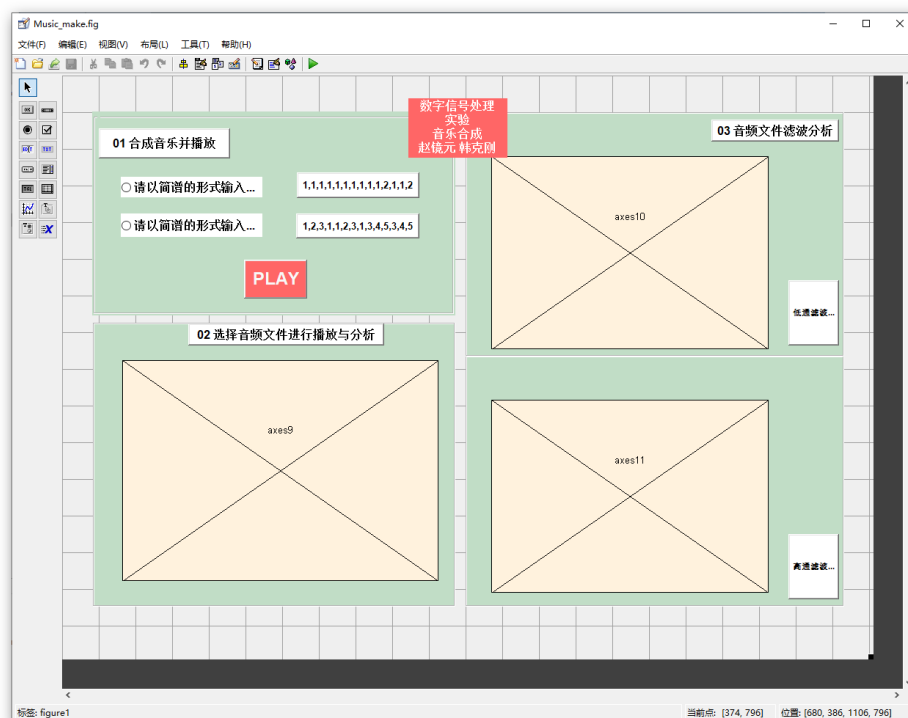 Music_make.fig
文件(F) 编辑(E) 视图(V) 布局(L) 工具(T) 帮助(H)
数字信号处理
实验
音乐合成
赵镜元 韩克刚
01 合成音乐并播放
请以简谱的形式输入...
1,1,1,1,1,1,1,1,1,1,2,1,1,2
请以简谱的形式输入...
1,2,3,1,1,2,3,1,3,4,5,3,4,5
PLAY
02 选择音频文件进行播放与分析
axes9
03 音频文件滤波分析
axes10
低通滤波...
axes11
高通滤波...
标签: figure1
当前点: [374, 796]
位置: [680, 386, 1106, 796]